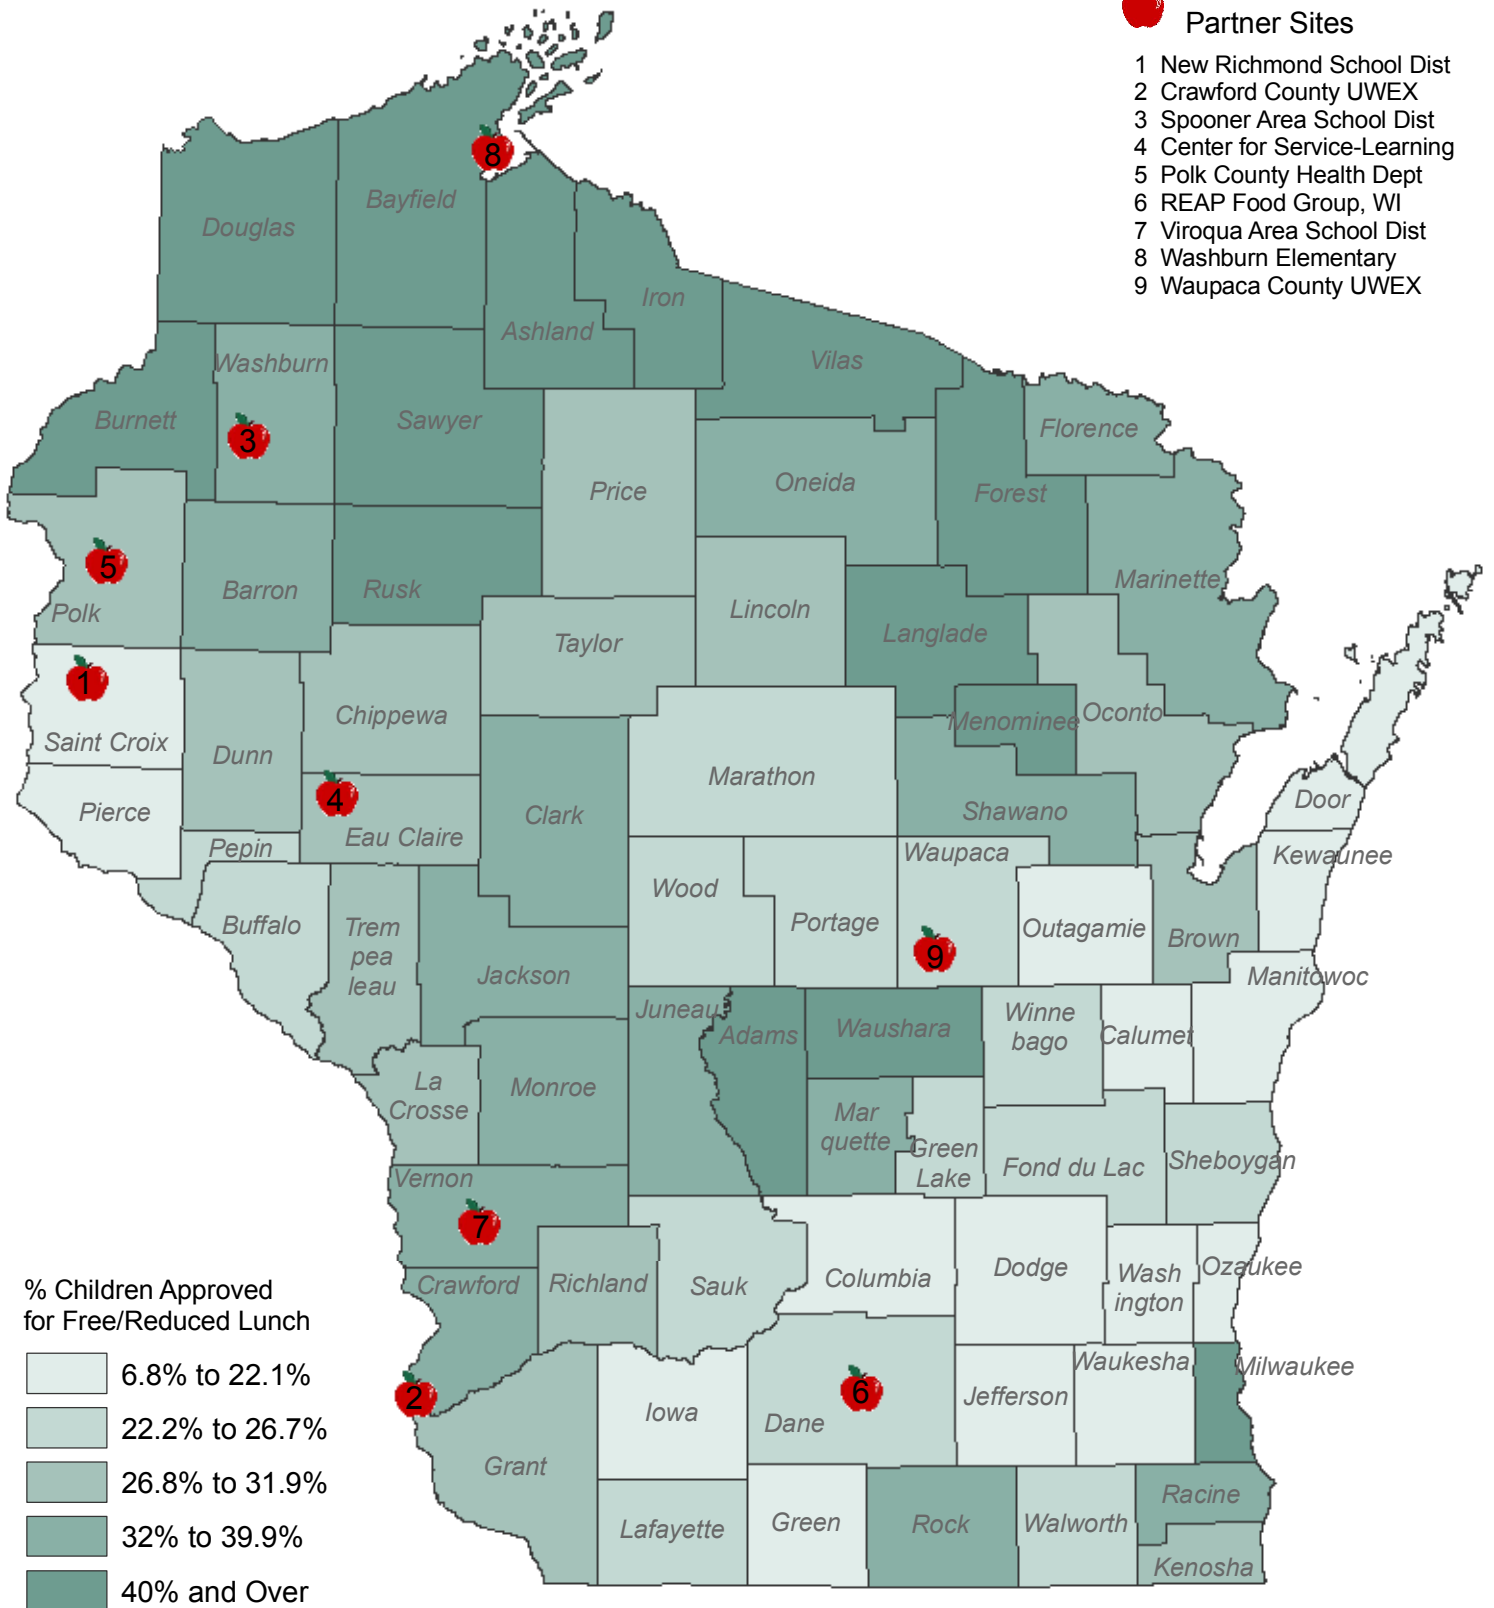 Partner Sites
1 New Richmond School Dist
2 Crawford County UWEX
3 Spooner Area School Dist
4 Center for Service-Learning
5 Polk County Health Dept
6 REAP Food Group, WI
7 Viroqua Area School Dist
8 Washburn Elementary
9 Waupaca County UWEX
8
Bayfield
Douglas
Iron
Ashland
Vilas
Washburn
Burnett
3
Sawyer
Florence
Price
Oneida
Forest
5
Polk
Barron
Rusk
Marinette
Lincoln
Langlade
Taylor
1
Saint Croix
Chippewa
Menominee
Oconto
Dunn
Marathon
4
Eau Claire
Clark
Shawano
Door
Pierce
Pepin
Waupaca
Kewaunee
Wood
Buffalo
Trem
pea
leau
Portage
Outagamie
Brown
9
Jackson
Manitowoc
Juneau
Adams
Waushara
Winne
bago
Calumet
La
Crosse
Monroe
Mar
quette
Green
Lake
Fond du Lac
Sheboygan
Vernon
7
Crawford
Richland
Sauk
Columbia
Dodge
Wash
ington
Ozaukee
Waukesha
Milwaukee
2
6
Iowa
Dane
Jefferson
Grant
Lafayette
Green
Rock
Walworth
Racine
Kenosha
% Children Approved
for Free/Reduced Lunch
6.8% to 22.1%
22.2% to 26.7%
26.8% to 31.9%
32% to 39.9%
40% and Over